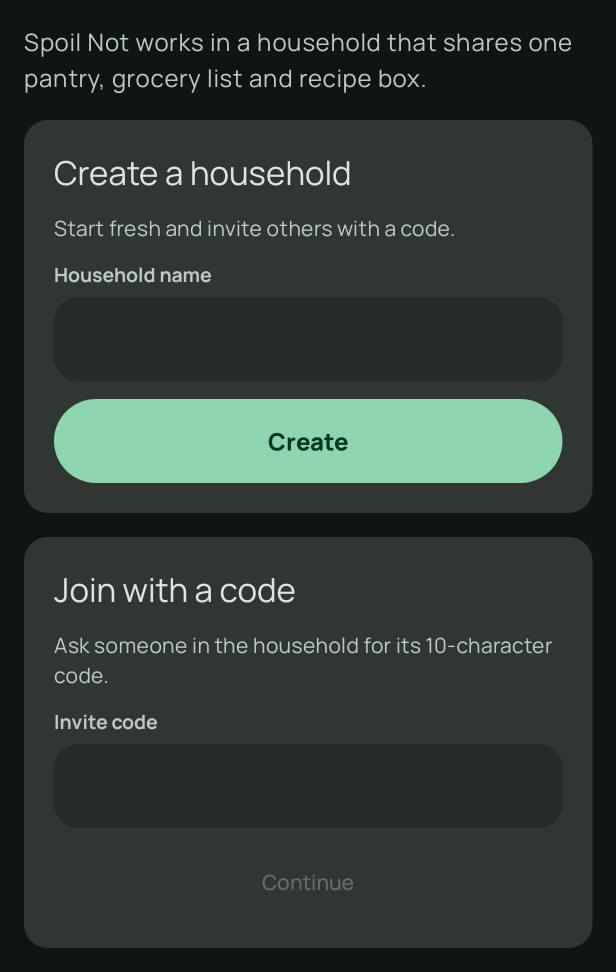 Spoil Not works in a household that shares one
pantry, grocery list and recipe box.
Create a household
Start fresh and invite others with a code.
Household name
Create
Join with a code
Ask someone in the household for its 10-character
code.
Invite code
Continue